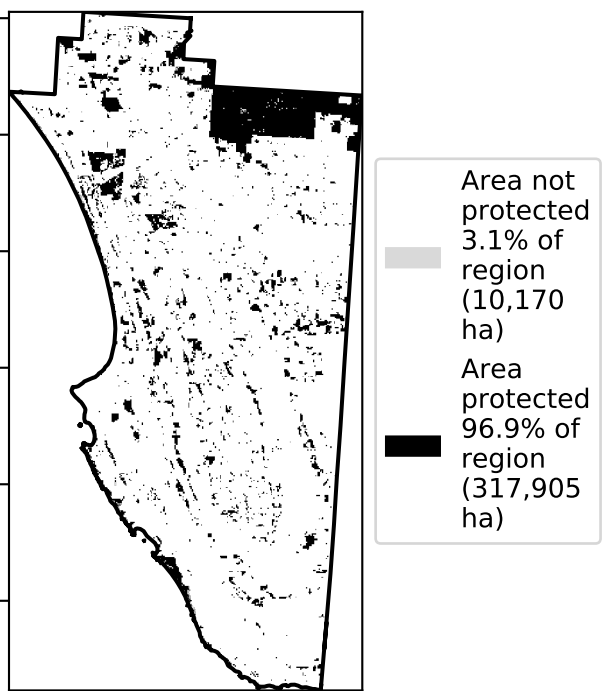 Area not
protected
3.1% of
region
(10,170
ha)
Area
protected
96.9% of
region
(317,905
ha)